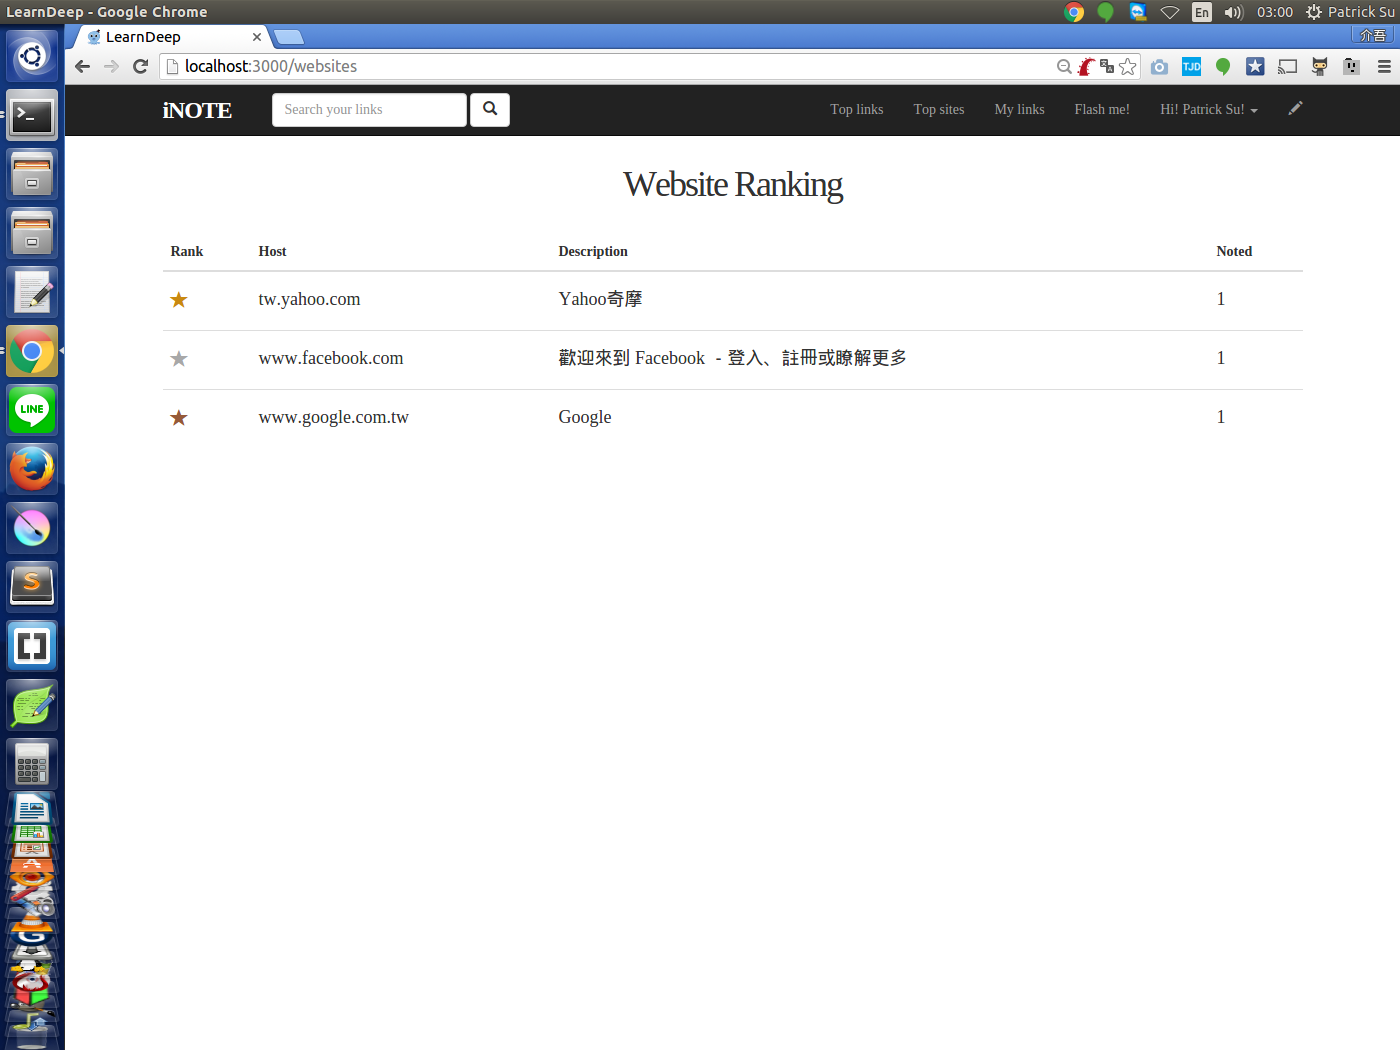 LearnDeep - Google Chrome
En
03:00
Patrick Su
LearnDeep
介吾
localhost:3000/websites
TJD
iNOTE
Search your links
Top links
Top sites
My links
Flash me!
Hi! Patrick Su!
Website Ranking
Rank Host Description Noted
tw.yahoo.com Yahoo奇摩 1
www.facebook.com 歡迎來到 Facebook - 登入、註冊或瞭解更多 1
www.google.com.tw Google 1
LINE